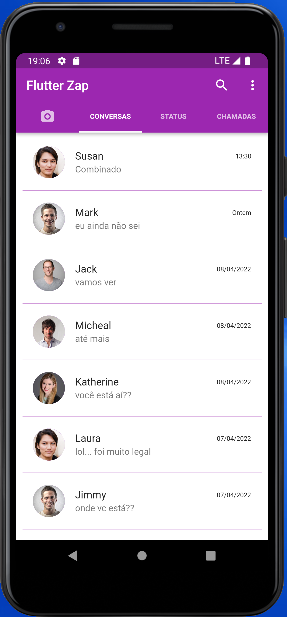 19:06 LTE
Flutter Zap
CONVERSAS STATUS CHAMADAS
Susan 13:30
Combinado
Mark Ontem
eu ainda não sei
Jack 08/04/2022
vamos ver
Micheal 08/04/2022
até mais
Katherine 08/04/2022
você está aí??
Laura 07/04/2022
lol... foi muito legal
Jimmy 07/04/2022
onde vc está??